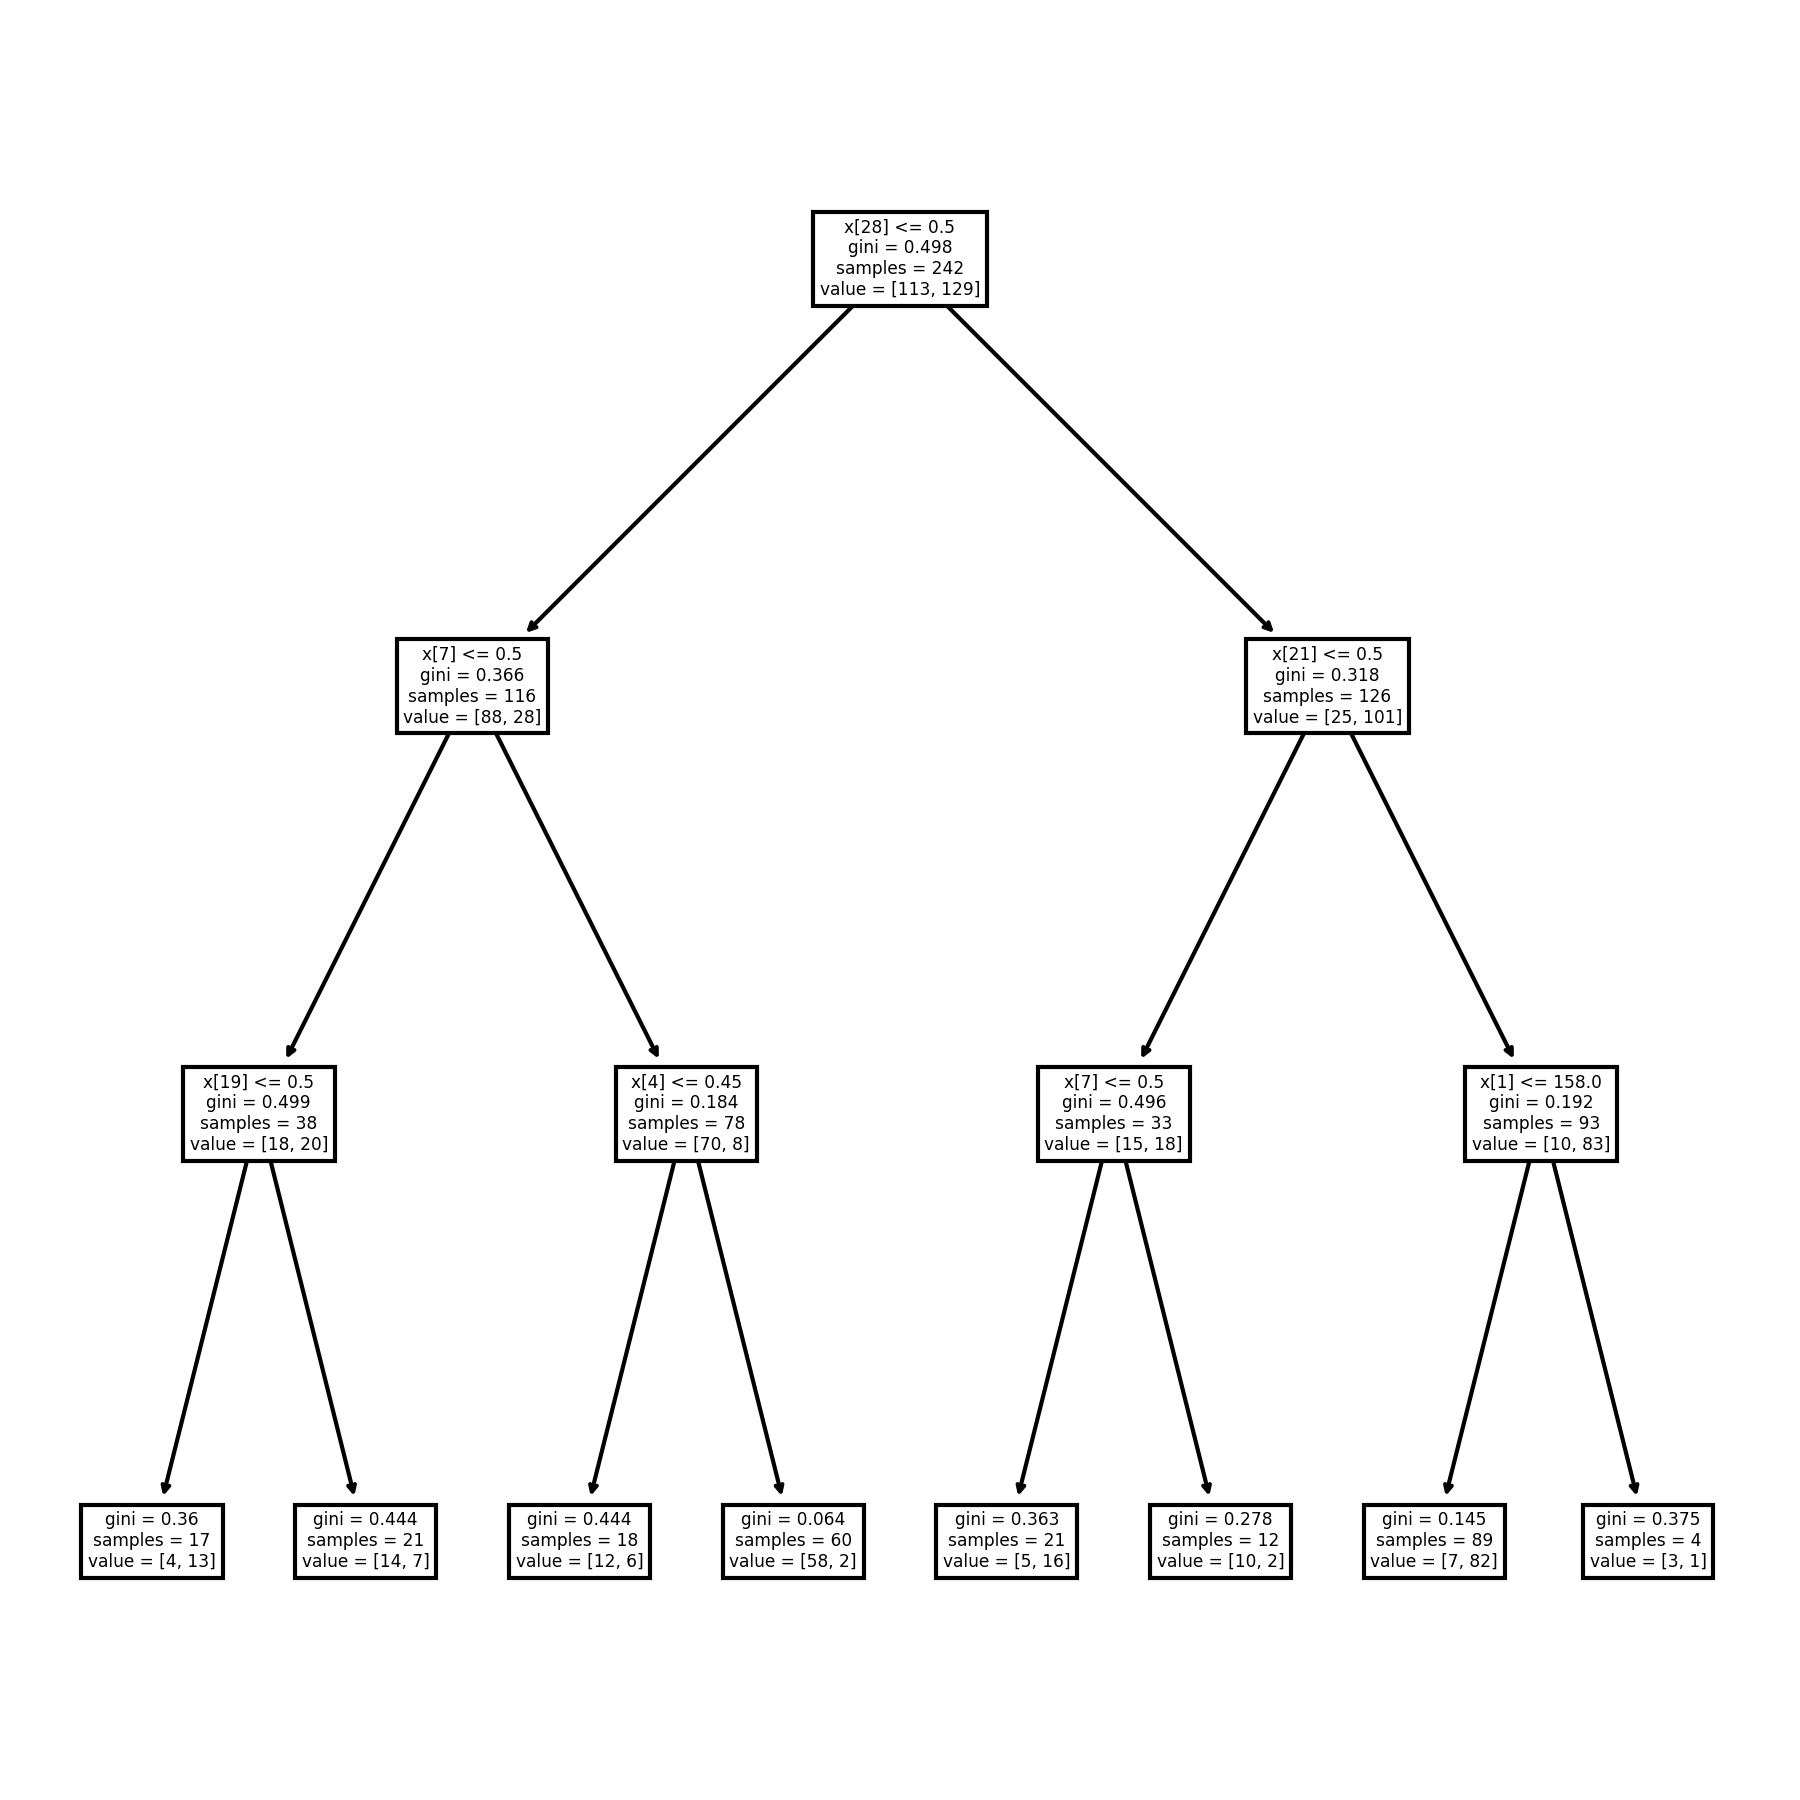 x[28] <= 0.5
gini = 0.498
samples = 242
value = [113, 129]
x[7] <= 0.5
gini = 0.366
samples = 116
value = [88, 28]
x[21] <= 0.5
gini = 0.318
samples = 126
value = [25, 101]
x[19] <= 0.5
gini = 0.499
samples = 38
value = [18, 20]
x[4] <= 0.45
gini = 0.184
samples = 78
value = [70, 8]
x[7] <= 0.5
gini = 0.496
samples = 33
value = [15, 18]
x[1] <= 158.0
gini = 0.192
samples = 93
value = [10, 83]
gini = 0.36
samples = 17
value = [4, 13]
gini = 0.444
samples = 21
value = [14, 7]
gini = 0.444
samples = 18
value = [12, 6]
gini = 0.064
samples = 60
value = [58, 2]
gini = 0.363
samples = 21
value = [5, 16]
gini = 0.278
samples = 12
value = [10, 2]
gini = 0.145
samples = 89
value = [7, 82]
gini = 0.375
samples = 4
value = [3, 1]